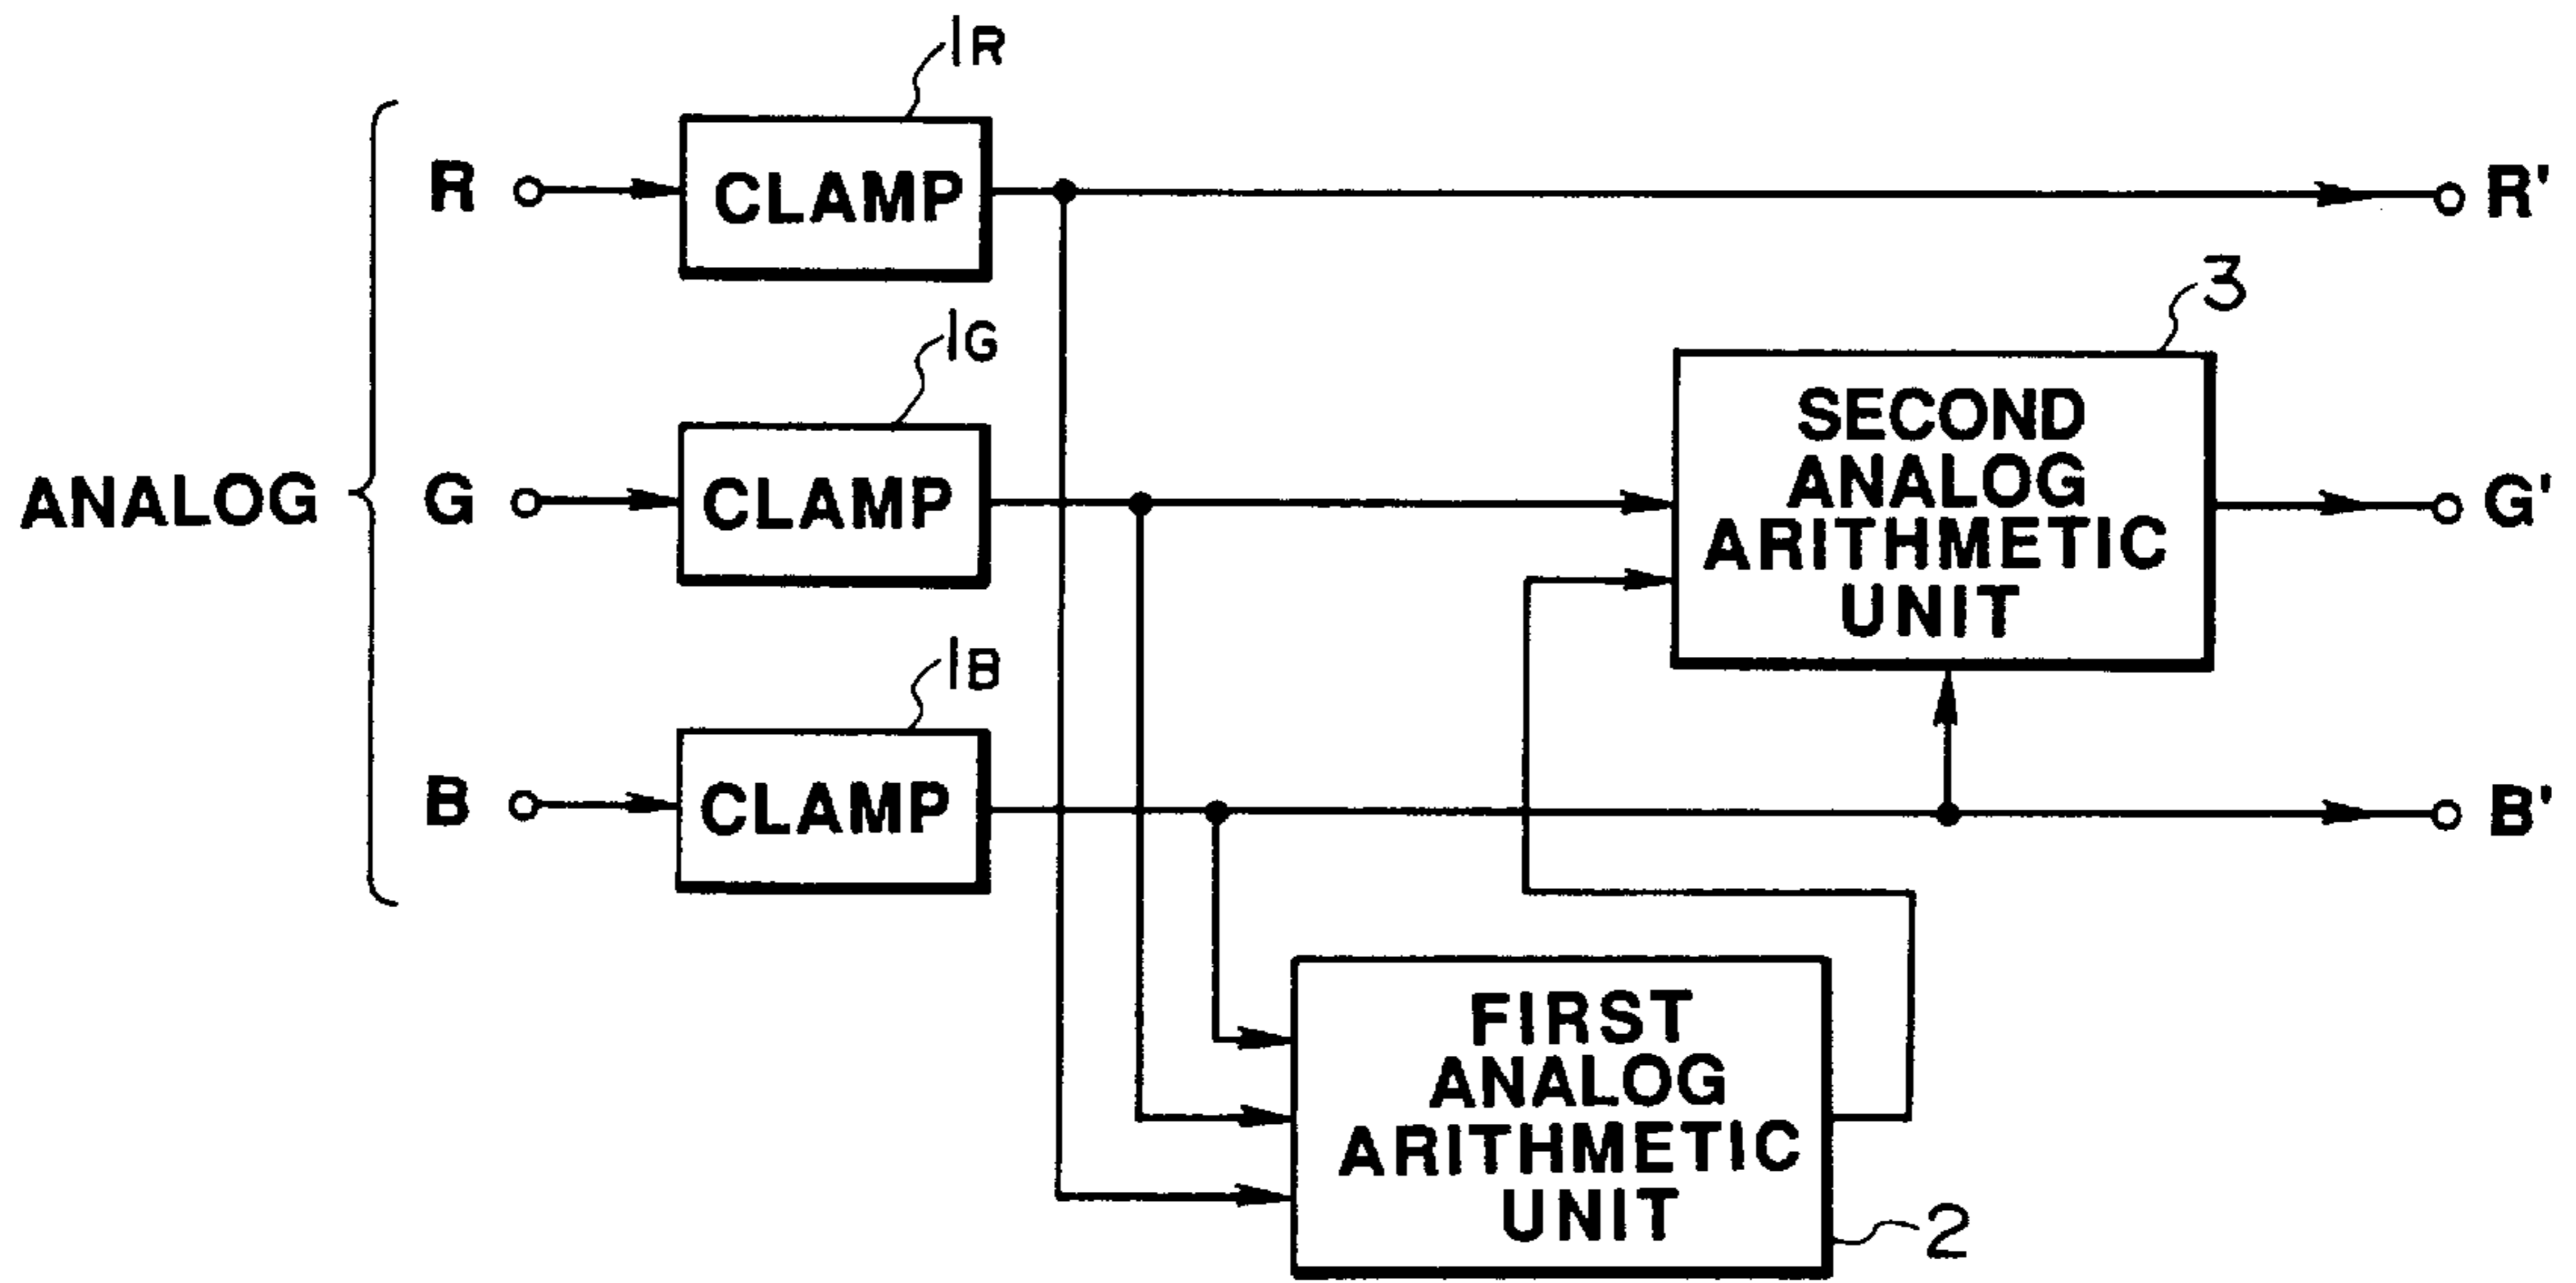 1R
R
CLAMP
R'
3
1G
ANALOG
G
CLAMP
SECOND
ANALOG
ARITHMETIC
UNIT
G'
1B
B
CLAMP
B'
FIRST
ANALOG
ARITHMETIC
UNIT
2